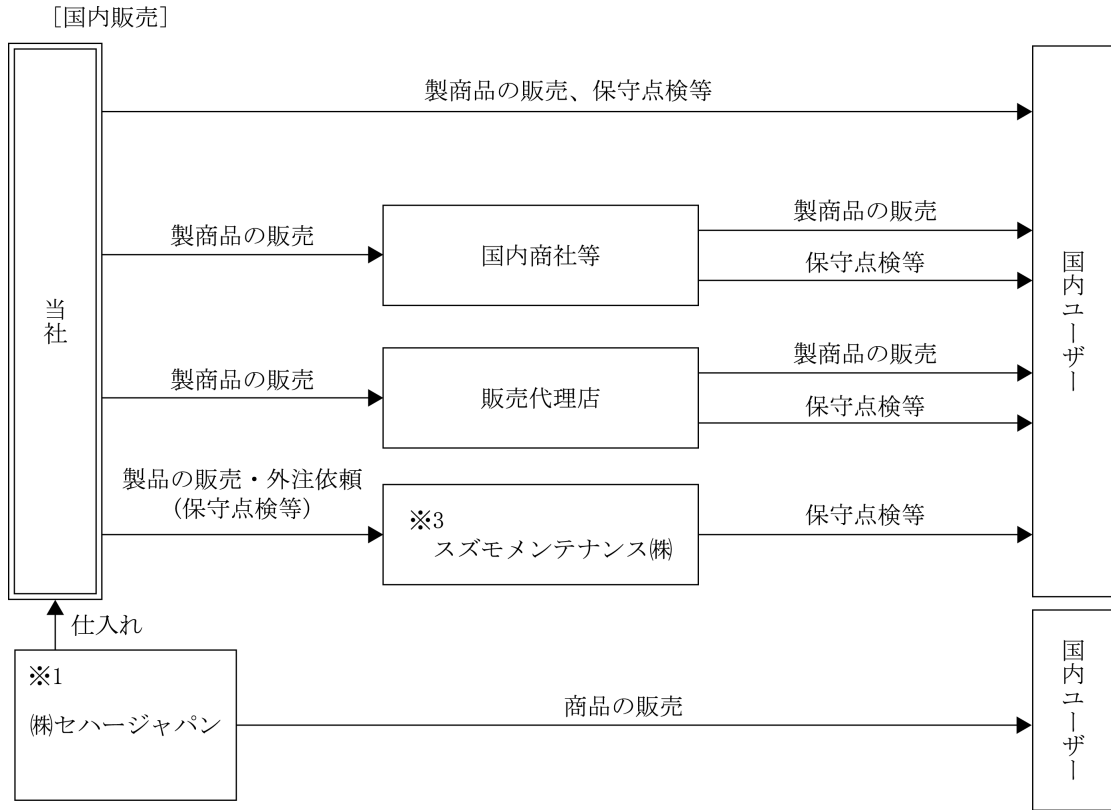 ［国内販売］
製商品の販売、保守点検等
製商品の販売
国内商社等
製商品の販売
保守点検等
当社
国内ユーザー
製商品の販売
販売代理店
製商品の販売
保守点検等
製品の販売・外注依頼
（保守点検等）
※3
スズモメンテナンス㈱
保守点検等
仕入れ
※1
㈱セハージャパン
商品の販売
国内ユーザー